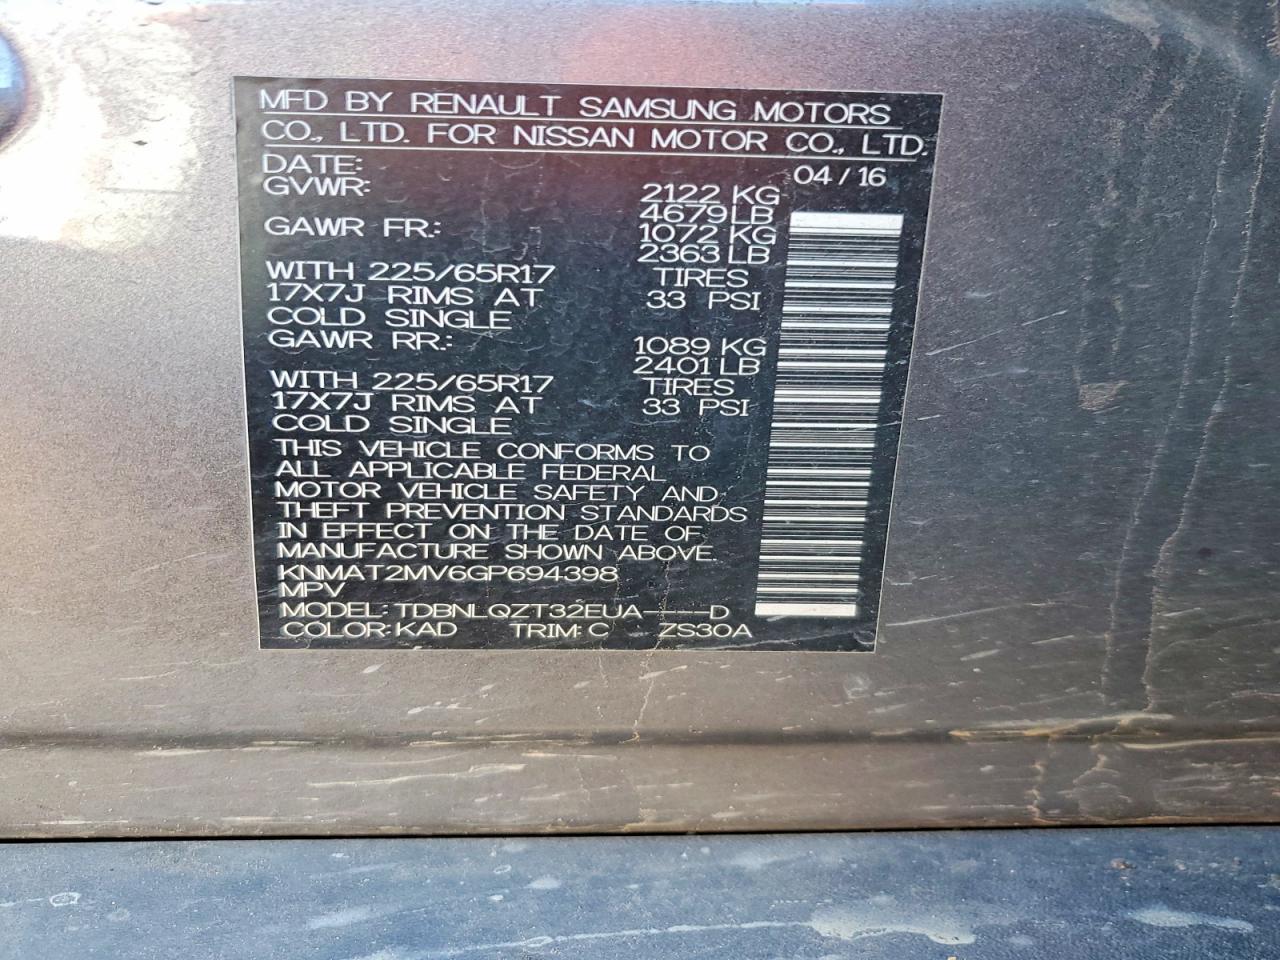 MFD BY RENAULT SAMSUNG MOTORS
CO., LTD. FOR NISSAN MOTOR CO., LTD.
DATE: 04 / 16
GVWR: 2122 KG
4679 LB
GAWR FR.: 1072 KG
2363 LB
WITH 225/65R17 TIRES
17X7J RIMS AT 33 PSI
COLD SINGLE
GAWR RR.: 1089 KG
2401 LB
WITH 225/65R17 TIRES
17X7J RIMS AT 33 PSI
COLD SINGLE
THIS VEHICLE CONFORMS TO
ALL APPLICABLE FEDERAL
MOTOR VEHICLE SAFETY AND
THEFT PREVENTION STANDARDS
IN EFFECT ON THE DATE OF
MANUFACTURE SHOWN ABOVE.
KNMAT2MV6GP694398
MPV
MODEL: TDBNLQZT32EUA----D
COLOR: KAD TRIM: C ZS30A